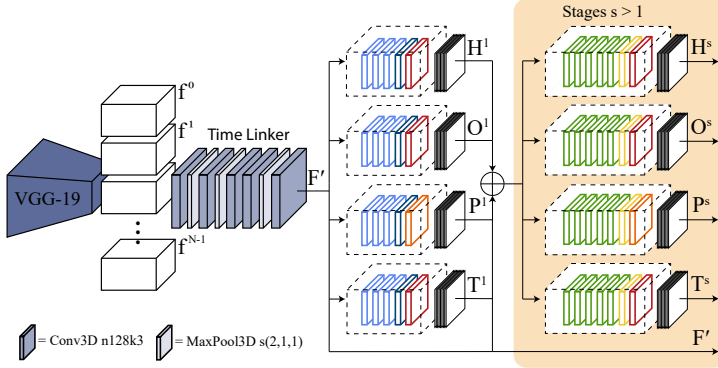 Stages s > 1
f⁰
f¹
f^N-1
VGG-19
Time Linker
F′
H¹
O¹
P¹
T¹
Hˢ
Oˢ
Pˢ
Tˢ
F′
= Conv3D n128k3
= MaxPool3D s(2,1,1)